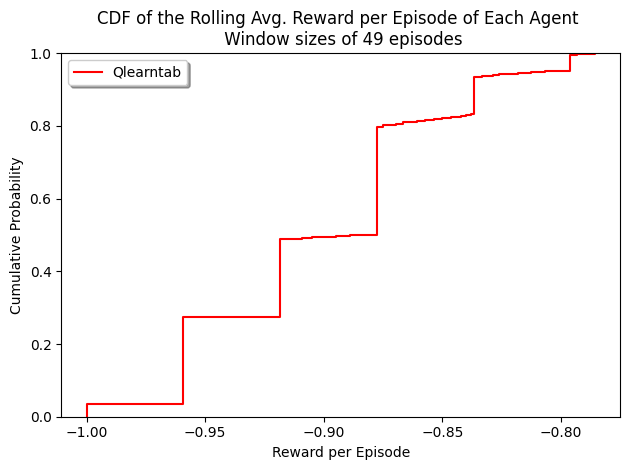 CDF of the Rolling Avg. Reward per Episode of Each Agent
Window sizes of 49 episodes
Qlearntab
1.0
0.8
0.6
0.4
0.2
0.0
Cumulative Probability
−1.00
−0.95
−0.90
−0.85
−0.80
Reward per Episode